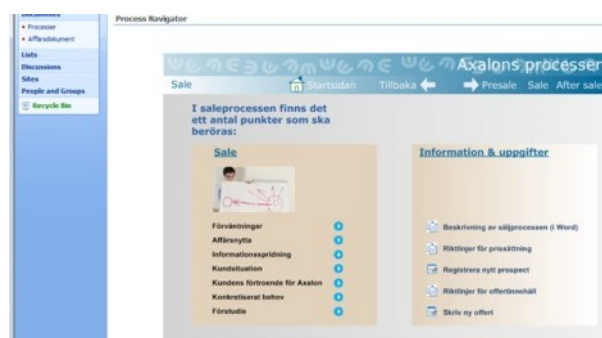 Documents
Processer
Affärsdokument
Lists
Discussions
Sites
People and Groups
Recycle Bin
Process Navigator
Axalons processer
Sale
Startsidan
Tillbaka
Presale
Sale
After sale
I saleprocessen finns det
ett antal punkter som ska
beröras:
Sale
Förväntningar
Affärsnytta
Informationsspridning
Kundsituation
Kundens förtroende för Axalon
Konkretiserat behov
Förstudie
Information & uppgifter
Beskrivning av säljprocessen (i Word)
Riktlinjer för prissättning
Registrera nytt prospect
Riktlinjer för offertinnehåll
Skriv ny offert